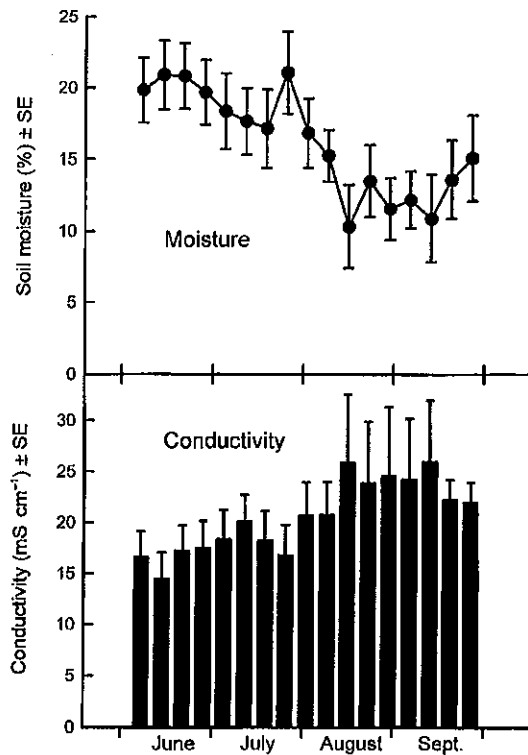 Soil moisture (%) ± SE
25
20
15
10
5
0
Moisture
Conductivity (mS cm⁻¹) ± SE
30
25
20
15
10
5
0
Conductivity
June July August Sept.